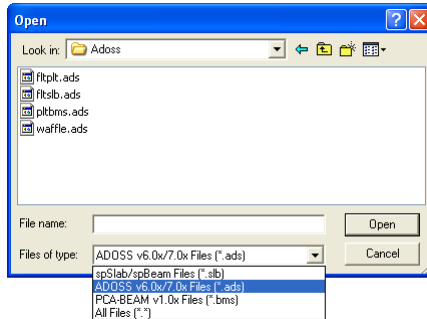 Open
Look in: Adoss
fltplt.ads
fltslb.ads
pltbms.ads
waffle.ads
File name: Open
Files of type: ADOSS v6.0x/7.0x Files (*.ads) Cancel
spSlab/spBeam Files (*.slb)
ADOSS v6.0x/7.0x Files (*.ads)
PCA-BEAM v1.0x Files (*.bms)
All Files (*.*)